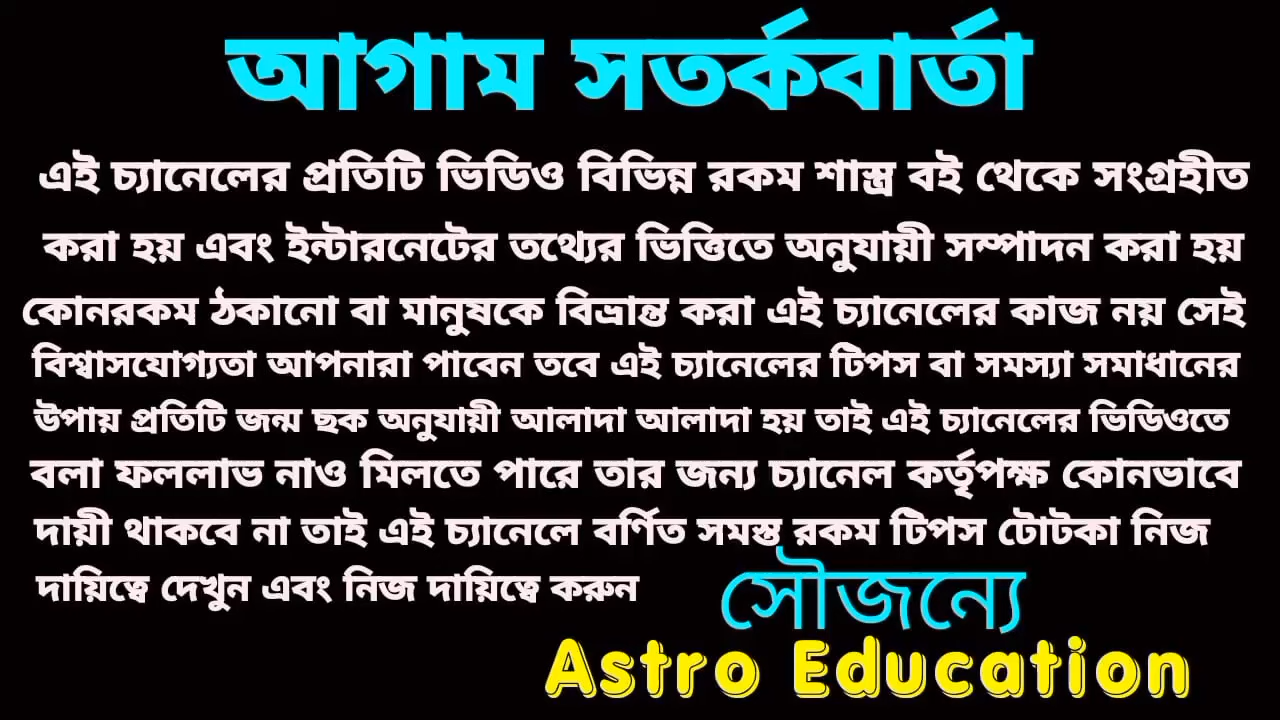 আগাম সতর্কবার্তা
এই চ্যানেলের প্রতিটি ভিডিও বিভিন্ন রকম শাস্ত্র বই থেকে সংগ্রহীত
করা হয় এবং ইন্টারনেটের তথ্যের ভিত্তিতে অনুযায়ী সম্পাদন করা হয়
কোনরকম ঠকানো বা মানুষকে বিভ্রান্ত করা এই চ্যানেলের কাজ নয় সেই
বিশ্বাসযোগ্যতা আপনারা পাবেন তবে এই চ্যানেলের টিপস বা সমস্যা সমাধানের
উপায় প্রতিটি জন্ম ছক অনুযায়ী আলাদা আলাদা হয় তাই এই চ্যানেলের ভিডিওতে
বলা ফললাভ নাও মিলতে পারে তার জন্য চ্যানেল কর্তৃপক্ষ কোনভাবে
দায়ী থাকবে না তাই এই চ্যানেলে বর্ণিত সমস্ত রকম টিপস টোটকা নিজ
দায়িত্বে দেখুন এবং নিজ দায়িত্বে করুন
সৌজন্যে
Astro Education